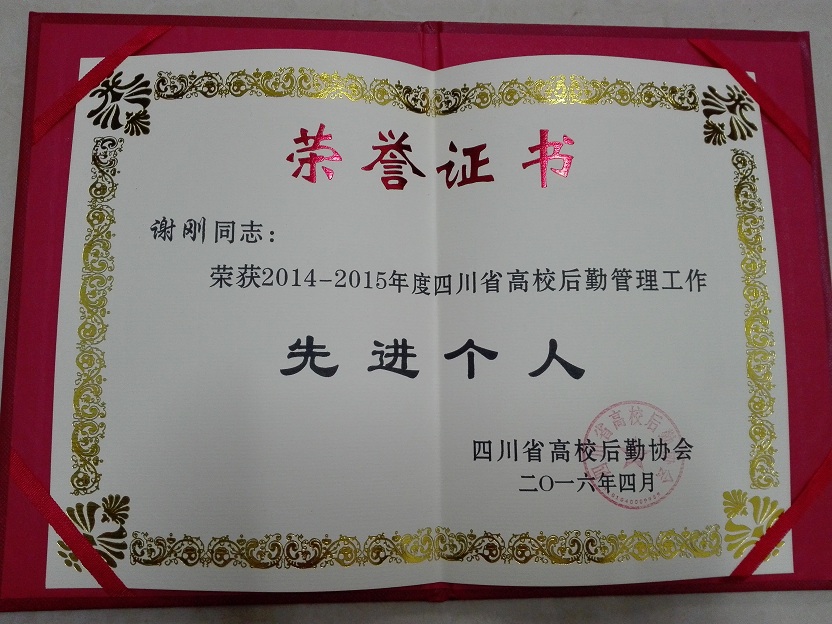 荣誉证书
谢刚同志：
荣获2014-2015年度四川省高校后勤管理工作
先进个人
四川省高校后勤协会
二〇一六年四月